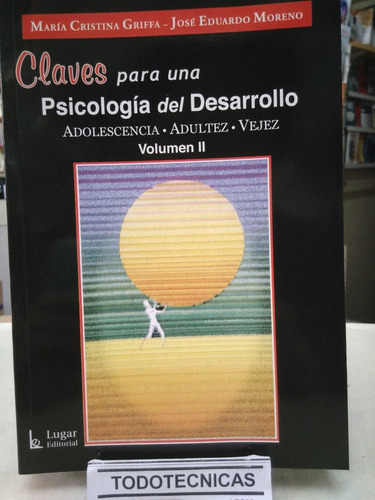 MARÍA CRISTINA GRIFFA – JOSÉ EDUARDO MORENO
Claves para una
Psicología del Desarrollo
ADOLESCENCIA • ADULTEZ • VEJEZ
Volumen II
Lugar
Editorial
TODOTECNICAS